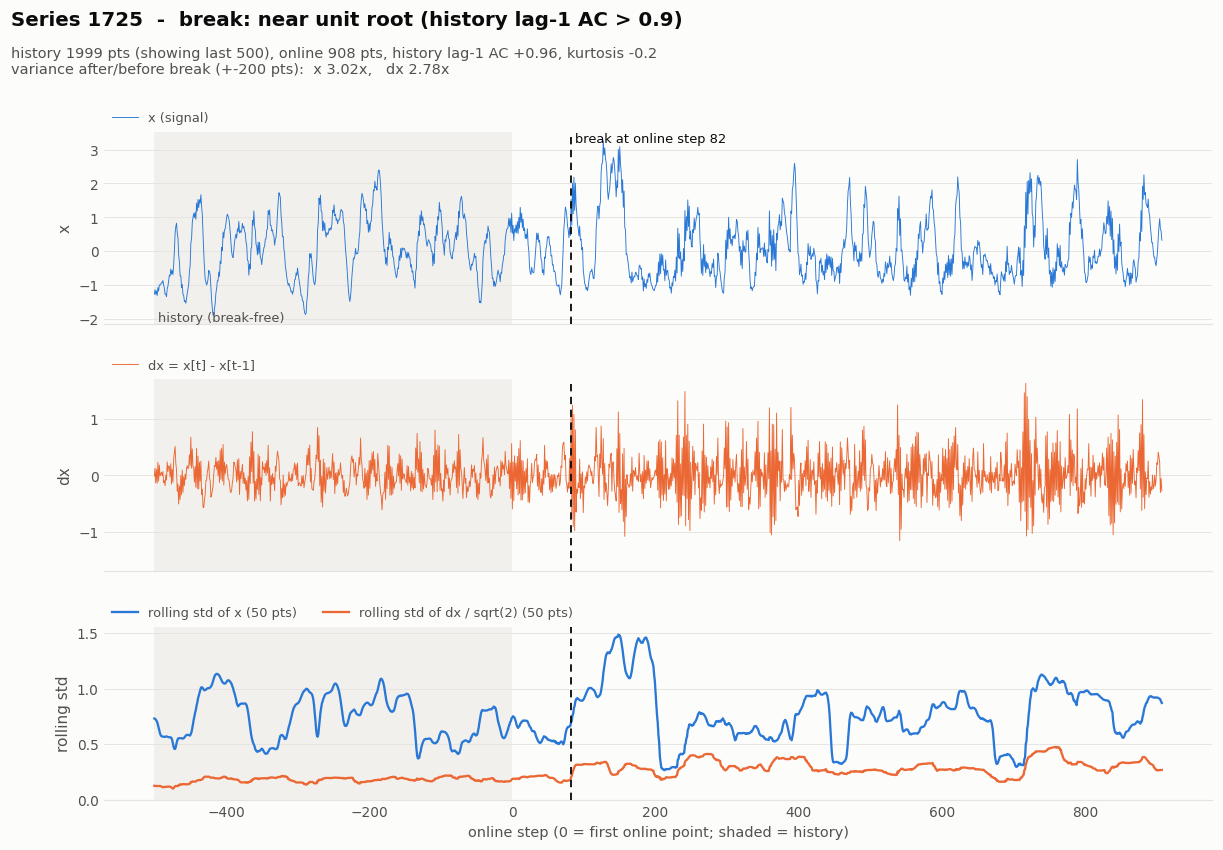 Series 1725  -  break: near unit root (history lag-1 AC > 0.9)
history 1999 pts (showing last 500), online 908 pts, history lag-1 AC +0.96, kurtosis -0.2
variance after/before break (+-200 pts):  x 3.02x,   dx 2.78x
x (signal)
break at online step 82
3
2
1
0
−1
−2
x
history (break-free)
dx = x[t] - x[t-1]
1
0
−1
dx
rolling std of x (50 pts)
rolling std of dx / sqrt(2) (50 pts)
1.5
1.0
0.5
0.0
rolling std
−400
−200
0
200
400
600
800
online step (0 = first online point; shaded = history)